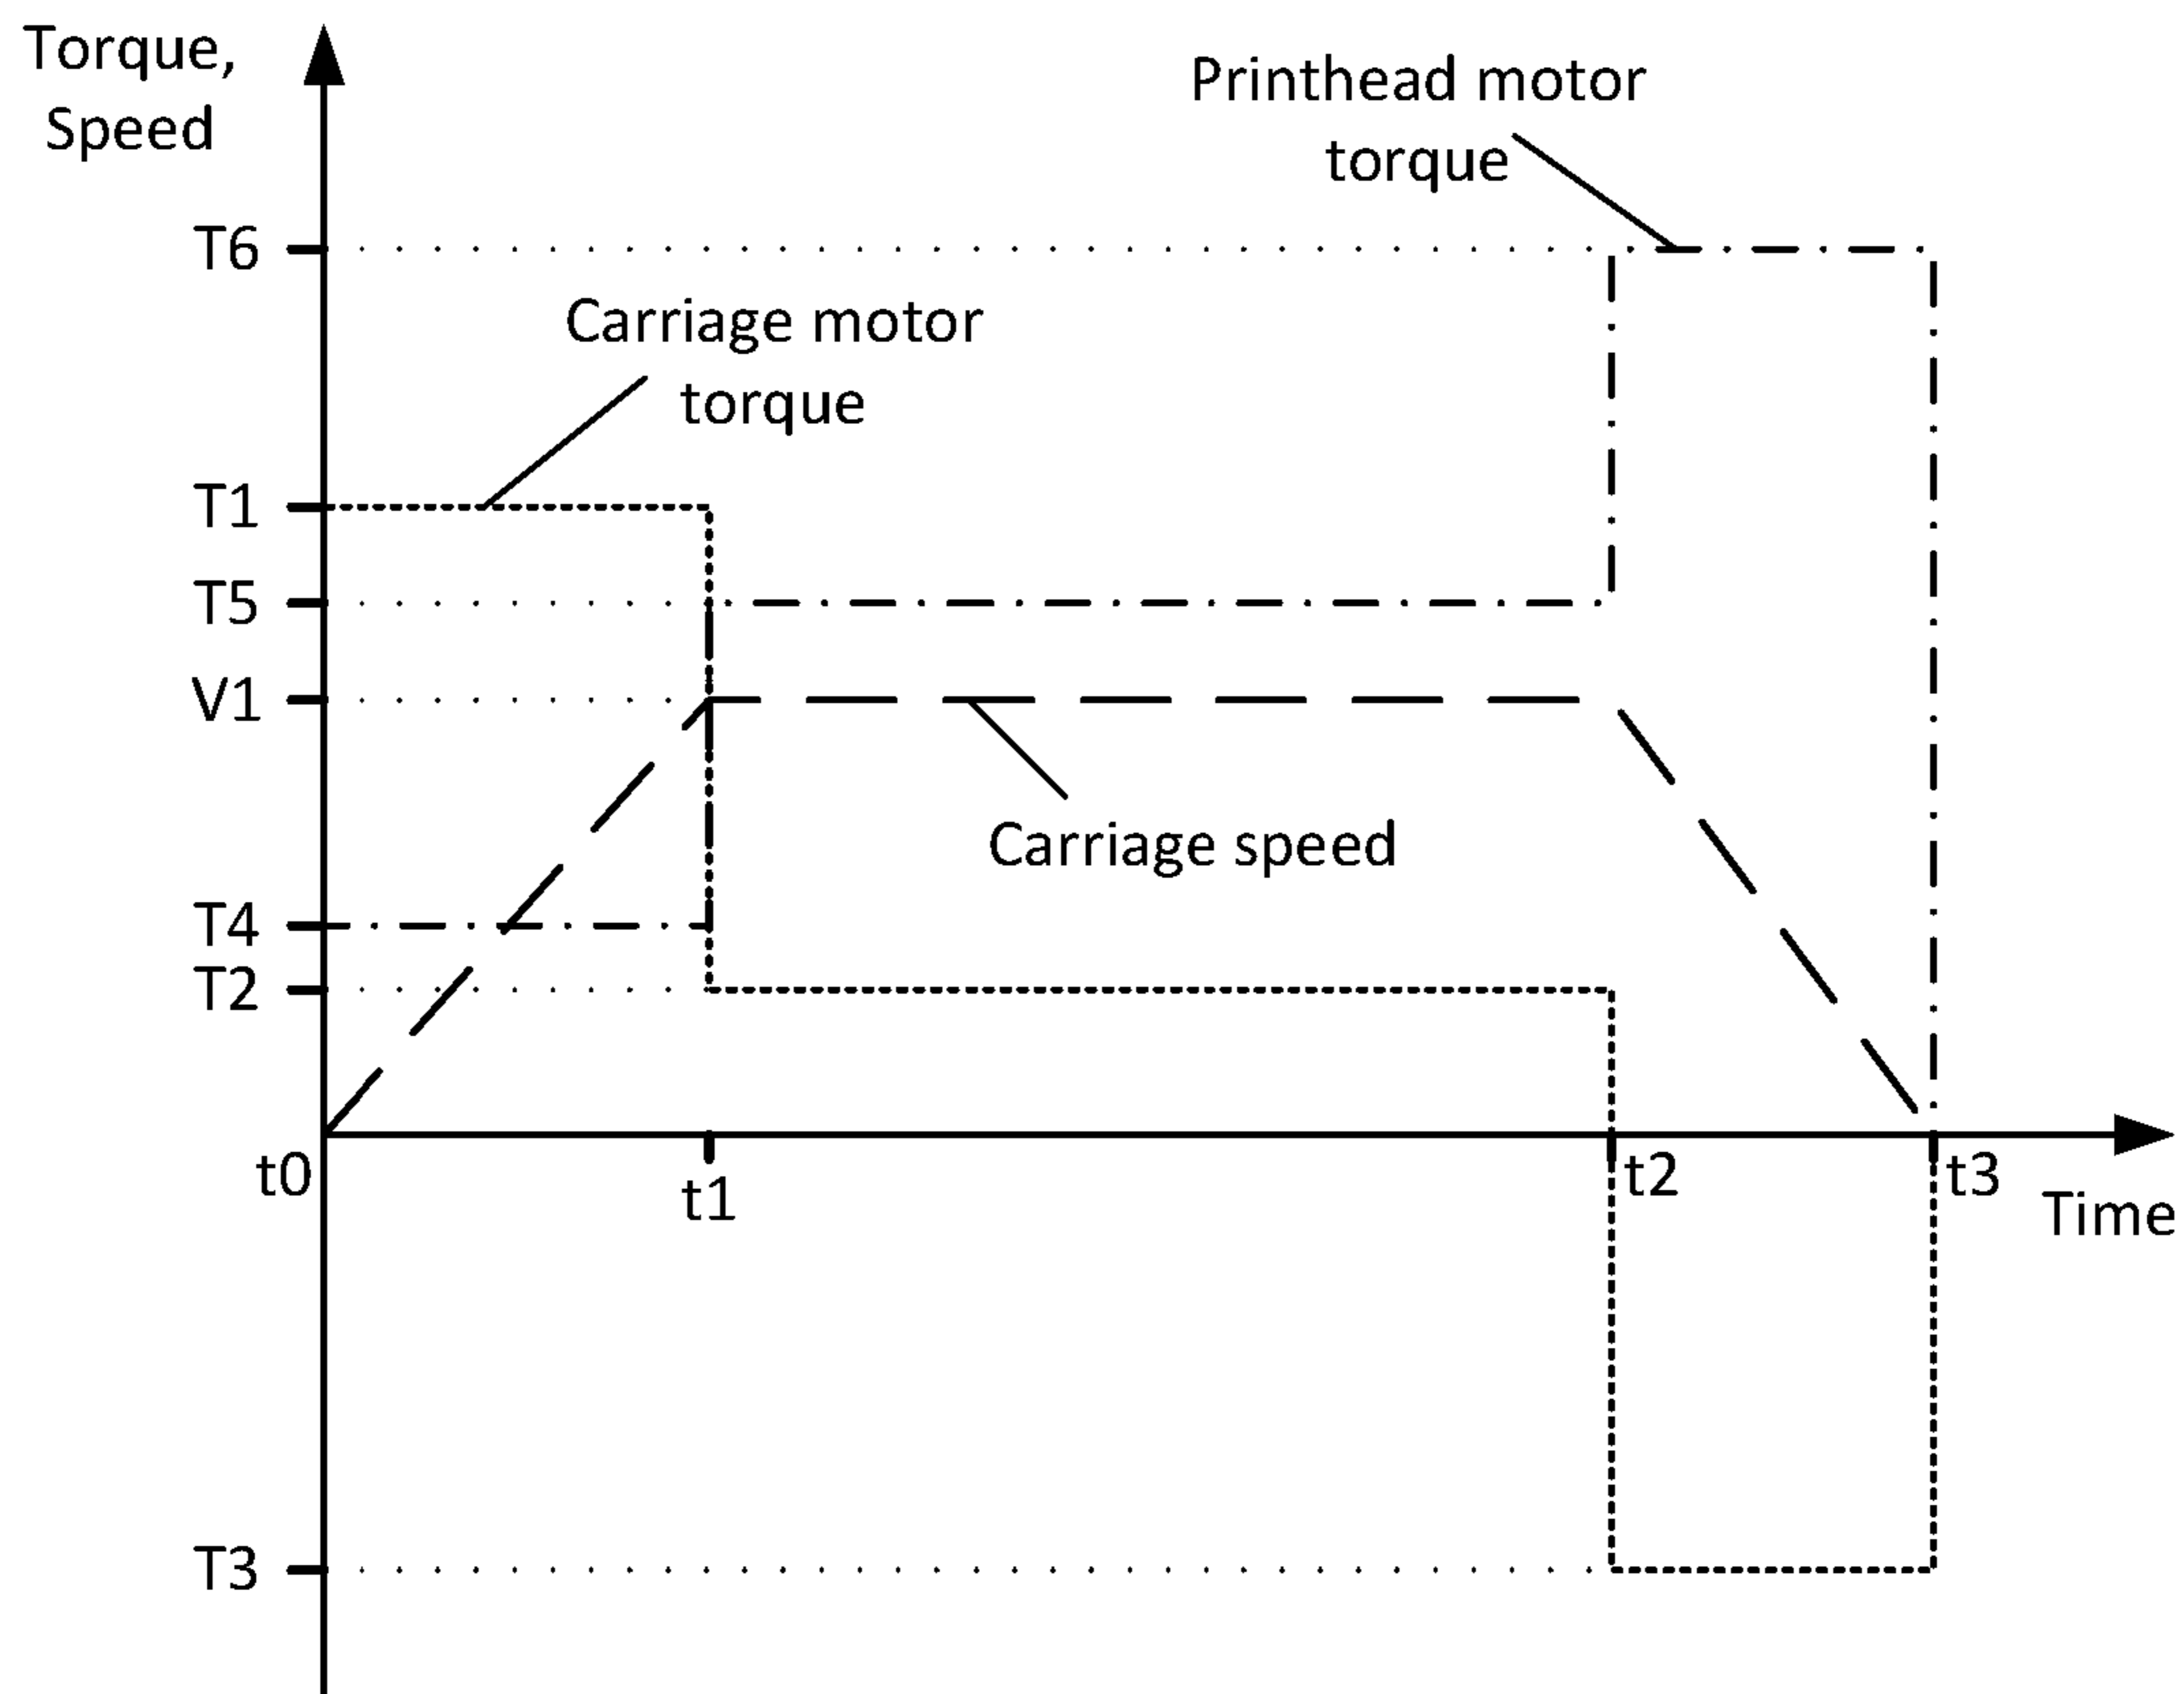 Torque,
Speed
Printhead motor
torque
T6
Carriage motor
torque
T1
T5
V1
Carriage speed
T4
T2
t0
t1
t2
t3
Time
T3